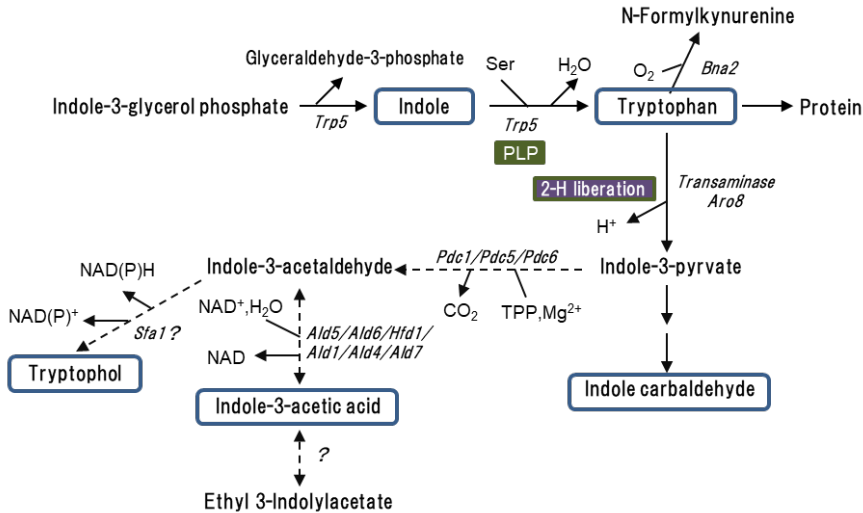 N-Formylkynurenine
Glyceraldehyde-3-phosphate
Ser
H2O
O2
Bna2
Indole-3-glycerol phosphate
Indole
Tryptophan
Protein
Trp5
Trp5
PLP
2-H liberation
Transaminase
Aro8
H+
Pdc1/Pdc5/Pdc6
Indole-3-acetaldehyde
Indole-3-pyrvate
NAD(P)H
NAD+,H2O
CO2
TPP,Mg2+
NAD(P)+
Sfa1?
Ald5/Ald6/Hfd1/
Ald1/Ald4/Ald7
NAD
Tryptophol
Indole carbaldehyde
Indole-3-acetic acid
?
Ethyl 3-Indolylacetate